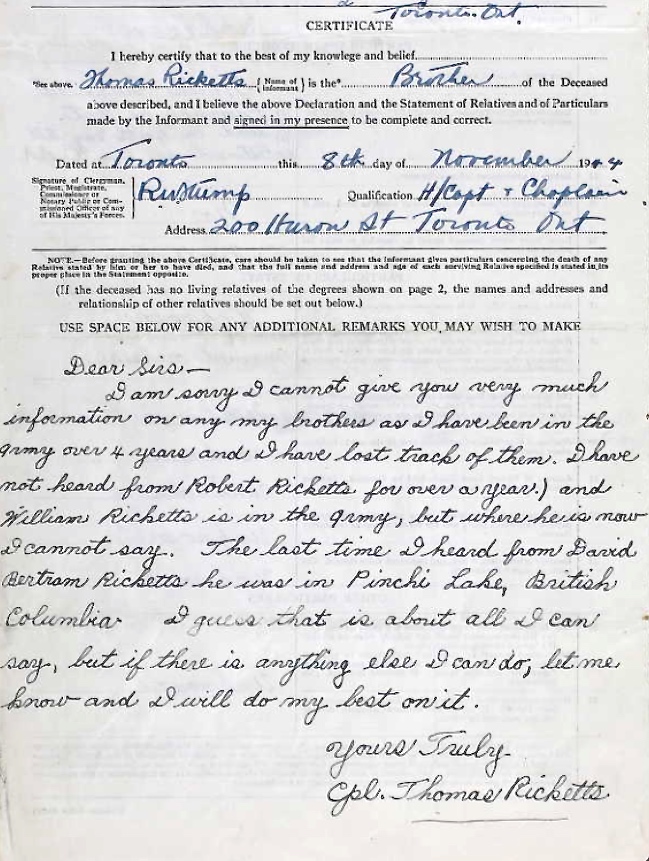 Toronto. Ont.
CERTIFICATE
I hereby certify that to the best of my knowlege and belief
*See above. Thomas Ricketts { Name of Informant } is the* Brother of the Deceased
above described, and I believe the above Declaration and the Statement of Relatives and of Particulars
made by the Informant and signed in my presence to be complete and correct.
Dated at Toronto this 8th day of November 1944
Signature of Clergyman,
Priest, Magistrate,
Commissioner or
Notary Public or Com-
missioned Officer of any
of His Majesty's Forces.
Qualification H/Capt + Chaplain
Address 200 Huron St Toronto Ont.
NOTE.—Before granting the above Certificate, care should be taken to see that the Informant gives particulars concerning the death of any
Relative stated by him or her to have died, and that the full name and address and age of each surviving Relative specified is stated in its
proper place in the Statement opposite.
(If the deceased has no living relatives of the degrees shown on page 2, the names and addresses and
relationship of other relatives should be set out below.)
USE SPACE BELOW FOR ANY ADDITIONAL REMARKS YOU MAY WISH TO MAKE
Dear Sirs—
I am sorry I cannot give you very much
information on any my brothers as I have been in the
army over 4 years and I have lost track of them. I have
not heard from Robert Ricketts for over a year.) and
William Ricketts is in the army, but where he is now
I cannot say. The last time I heard from David
Bertram Ricketts he was in Pinchi Lake, British
Columbia. I guess that is about all I can
say, but if there is anything else I can do, let me
know and I will do my best on it.
Yours Truly.
Cpl. Thomas Ricketts